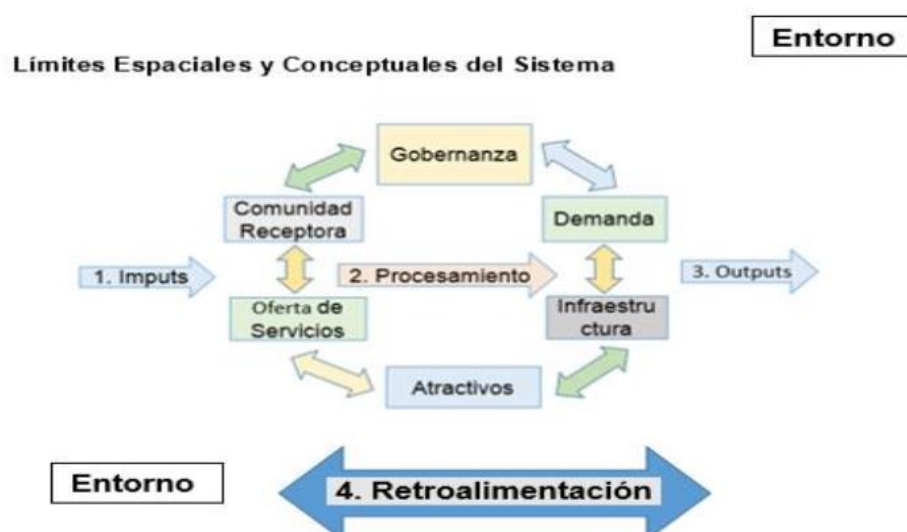 Entorno
Límites Espaciales y Conceptuales del Sistema
Gobernanza
Comunidad
Receptora
Demanda
1. Imputs
2. Procesamiento
3. Outputs
Oferta de
Servicios
Infraestru
ctura
Atractivos
Entorno
4. Retroalimentación